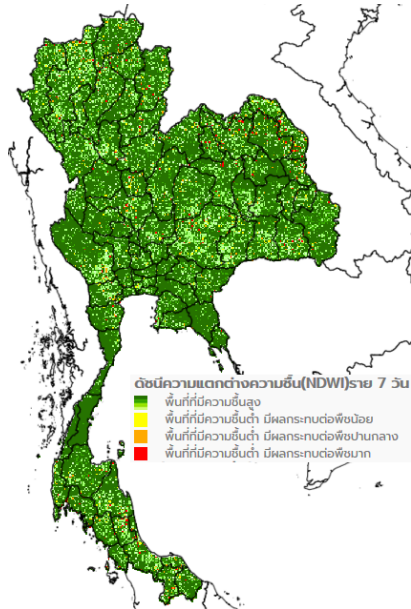 ดัชนีความแตกต่างความชื้น(NDWI)ราย 7 วัน
พื้นที่ที่มีความชื้นสูง
พื้นที่ที่มีความชื้นต่ำ มีผลกระทบต่อพืชน้อย
พื้นที่ที่มีความชื้นต่ำ มีผลกระทบต่อพืชปานกลาง
พื้นที่ที่มีความชื้นต่ำ มีผลกระทบต่อพืชมาก